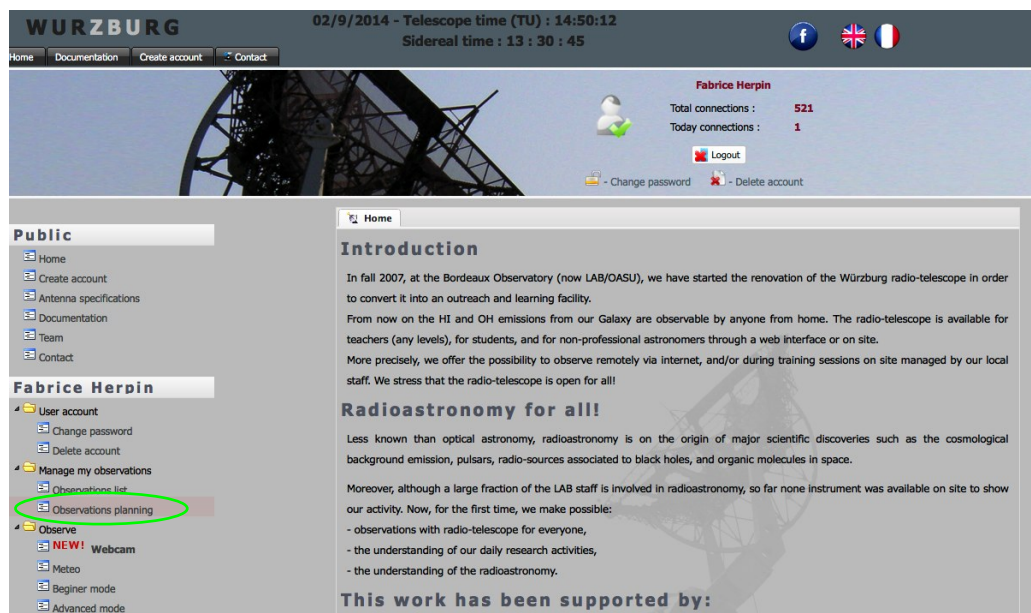 WURZBURG
02/9/2014 - Telescope time (TU) : 14:50:12
Sidereal time : 13 : 30 : 45
f
Home Documentation Create account Contact
Fabrice Herpin
Total connections : 521
Today connections : 1
Logout
- Change password - Delete account
Home
Public
Home
Create account
Antenna specifications
Documentation
Team
Contact
Fabrice Herpin
User account
Change password
Delete account
Manage my observations
Observations list
Observations planning
Observe
NEW! Webcam
Meteo
Beginer mode
Advanced mode
Introduction
In fall 2007, at the Bordeaux Observatory (now LAB/OASU), we have started the renovation of the Würzburg radio-telescope in order
to convert it into an outreach and learning facility.
From now on the HI and OH emissions from our Galaxy are observable by anyone from home. The radio-telescope is available for
teachers (any levels), for students, and for non-professional astronomers through a web interface or on site.
More precisely, we offer the possibility to observe remotely via internet, and/or during training sessions on site managed by our local
staff. We stress that the radio-telescope is open for all!
Radioastronomy for all!
Less known than optical astronomy, radioastronomy is on the origin of major scientific discoveries such as the cosmological
background emission, pulsars, radio-sources associated to black holes, and organic molecules in space.
Moreover, although a large fraction of the LAB staff is involved in radioastronomy, so far none instrument was available on site to show
our activity. Now, for the first time, we make possible:
- observations with radio-telescope for everyone,
- the understanding of our daily research activities,
- the understanding of the radioastronomy.
This work has been supported by: